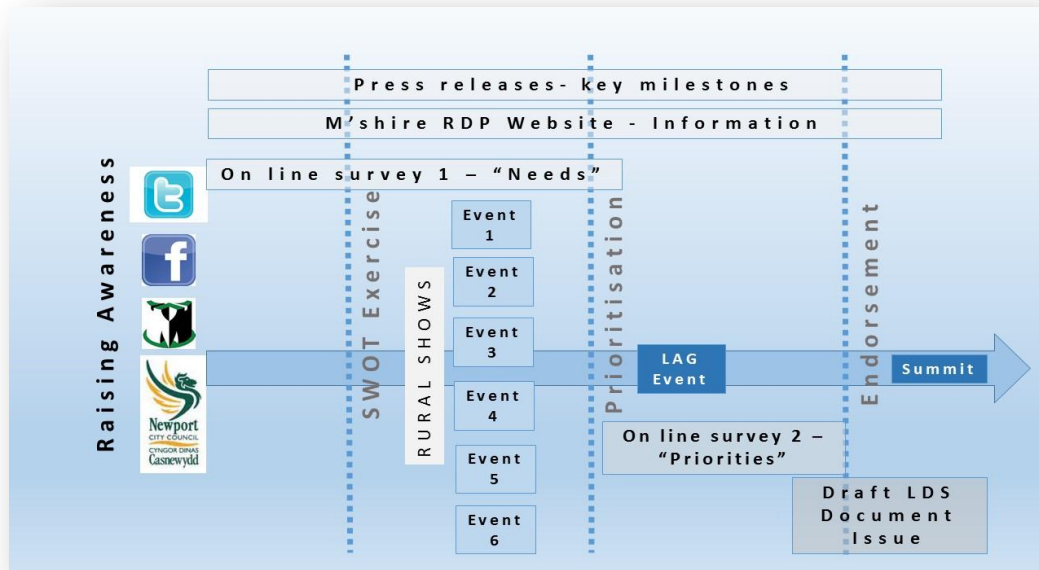 Press releases- key milestones
M'shire RDP Website - Information
On line survey 1 – “Needs”
Raising Awareness
t
f
Newport
CITY COUNCIL
CYNGOR DINAS
Casnewydd
SWOT Exercise
RURAL SHOWS
Event
1
Event
2
Event
3
Event
4
Event
5
Event
6
Prioritisation
LAG
Event
On line survey 2 –
“Priorities”
Endorsement
Summit
Draft LDS
Document
Issue